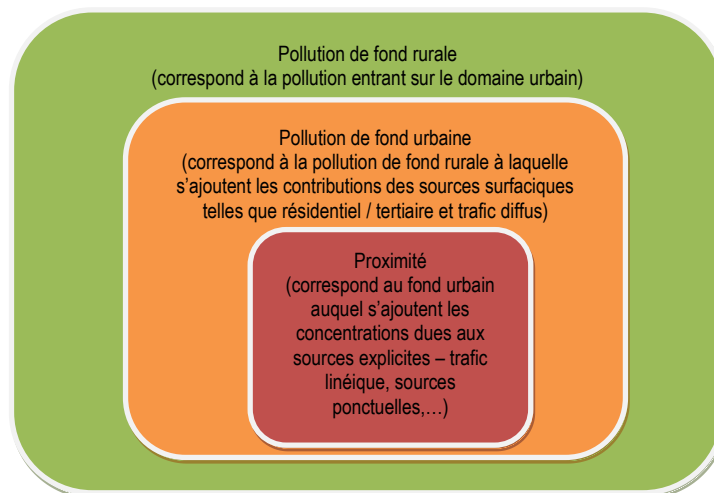 Pollution de fond rurale
(correspond à la pollution entrant sur le domaine urbain)
Pollution de fond urbaine
(correspond à la pollution de fond rurale à laquelle
s'ajoutent les contributions des sources surfaciques
telles que résidentiel / tertiaire et trafic diffus)
Proximité
(correspond au fond urbain
auquel s'ajoutent les
concentrations dues aux
sources explicites – trafic
linéique, sources
ponctuelles,…)